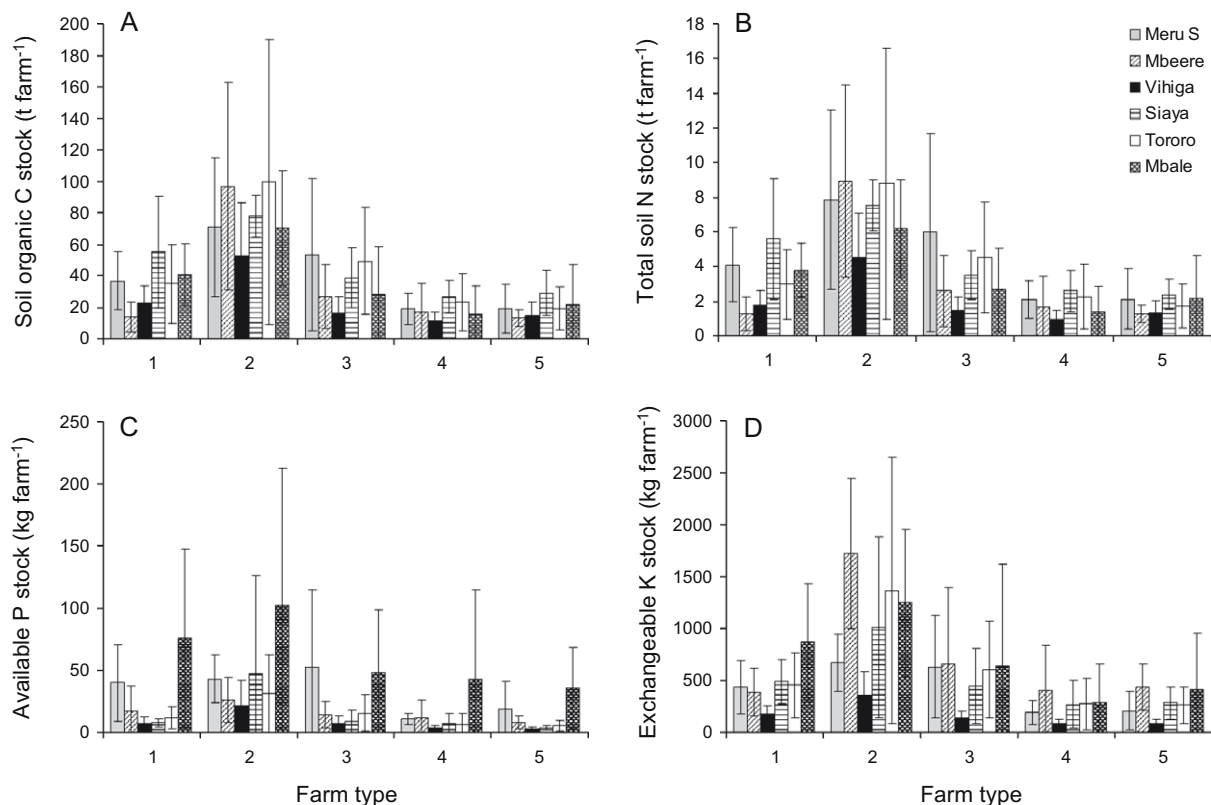 A
Soil organic C stock (t farm⁻¹)
200
180
160
140
120
100
80
60
40
20
0
1 2 3 4 5
B
Total soil N stock (t farm⁻¹)
18
16
14
12
10
8
6
4
2
0
1 2 3 4 5
Meru S
Mbeere
Vihiga
Siaya
Tororo
Mbale
C
Available P stock (kg farm⁻¹)
250
200
150
100
50
0
1 2 3 4 5
Farm type
D
Exchangeable K stock (kg farm⁻¹)
3000
2500
2000
1500
1000
500
0
1 2 3 4 5
Farm type